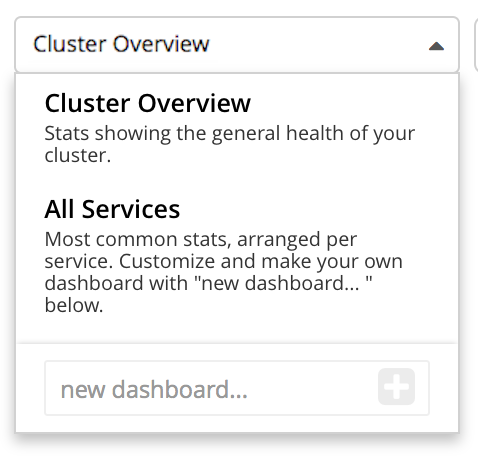 Cluster Overview
Cluster Overview
Stats showing the general health of your
cluster.
All Services
Most common stats, arranged per
service. Customize and make your own
dashboard with "new dashboard... "
below.
new dashboard...